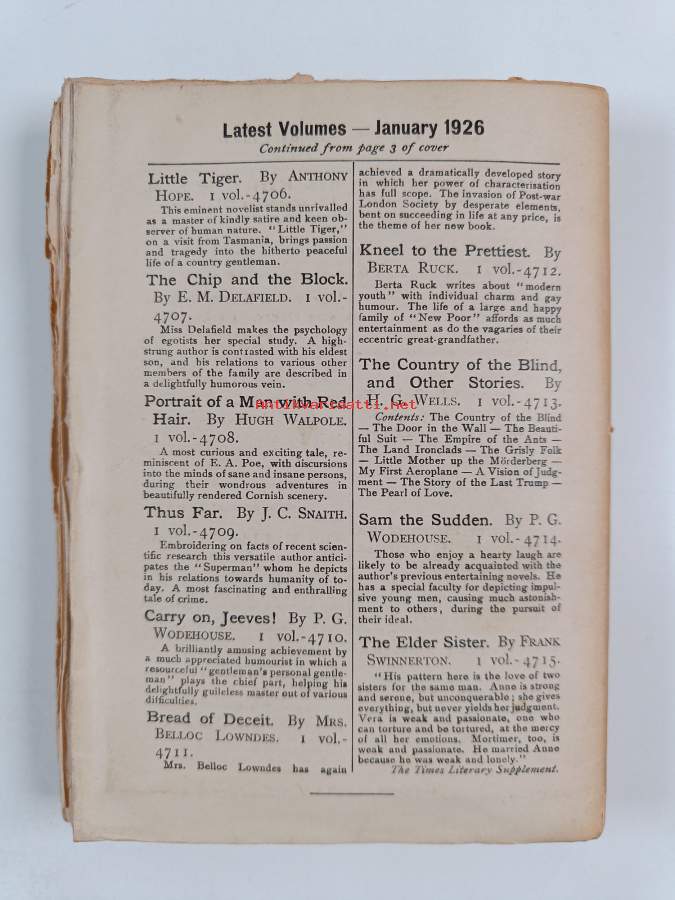 Latest Volumes — January 1926
Continued from page 3 of cover
Little Tiger. By ANTHONY
HOPE. 1 vol.-4706.
This eminent novelist stands unrivalled
as a master of kindly satire and keen ob-
server of human nature. "Little Tiger,"
on a visit from Tasmania, brings passion
and tragedy into the hitherto peaceful
life of a country gentleman.
The Chip and the Block.
By E. M. DELAFIELD. 1 vol.-
4707.
Miss Delafield makes the psychology
of egotists her special study. A high-
strung author is contrasted with his eldest
son, and his relations to various other
members of the family are described in
a delightfully humorous vein.
Portrait of a Man with Red
Hair. By HUGH WALPOLE.
1 vol.-4708.
A most curious and exciting tale, re-
miniscent of E. A. Poe, with discursions
into the minds of sane and insane persons,
during their wondrous adventures in
beautifully rendered Cornish scenery.
Thus Far. By J. C. SNAITH.
1 vol.-4709.
Embroidering on facts of recent scien-
tific research this versatile author antici-
pates the "Superman" whom he depicts
in his relations towards humanity of to-
day. A most fascinating and enthralling
tale of crime.
Carry on, Jeeves! By P. G.
WODEHOUSE. 1 vol.-4710.
A brilliantly amusing achievement by
a much appreciated humourist in which a
resourceful "gentleman's personal gentle-
man" plays the chief part, helping his
delightfully guileless master out of various
difficulties.
Bread of Deceit. By MRS.
BELLOC LOWNDES. 1 vol.-
4711.
Mrs. Belloc Lowndes has again
achieved a dramatically developed story
in which her power of characterisation
has full scope. The invasion of Post-war
London Society by desperate elements,
bent on succeeding in life at any price, is
the theme of her new book.
Kneel to the Prettiest. By
BERTA RUCK. 1 vol.-4712.
Berta Ruck writes about "modern
youth" with individual charm and gay
humour. The life of a large and happy
family of "New Poor" affords as much
entertainment as do the vagaries of their
eccentric great-grandfather.
The Country of the Blind,
and Other Stories. By
H. G. WELLS. 1 vol.-4713.
Contents: The Country of the Blind
— The Door in the Wall — The Beauti-
ful Suit — The Empire of the Ants —
The Land Ironclads — The Grisly Folk
— Little Mother up the Mörderberg —
My First Aeroplane — A Vision of Judg-
ment — The Story of the Last Trump —
The Pearl of Love.
Sam the Sudden. By P. G.
WODEHOUSE. 1 vol.-4714.
Those who enjoy a hearty laugh are
likely to be already acquainted with the
author's previous entertaining novels. He
has a special faculty for depicting impul-
sive young men, causing much astonish-
ment to others, during the pursuit of
their ideal.
The Elder Sister. By FRANK
SWINNERTON. 1 vol.-4715.
"His pattern here is the love of two
sisters for the same man. Anne is strong
and serene, but unconquerable; she gives
everything, but never yields her judgment.
Vera is weak and passionate, one who
can torture and be tortured, at the mercy
of all her emotions. Mortimer, too, is
weak and passionate. He married Anne
because he was weak and lonely."
The Times Literary Supplement.
Antikvariaatti.net